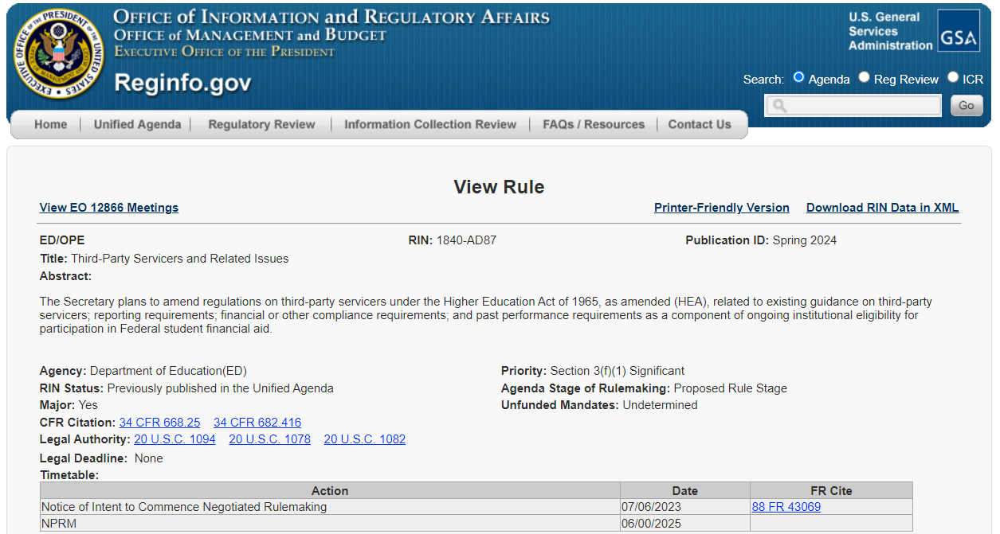 OFFICE of INFORMATION and REGULATORY AFFAIRS
OFFICE of MANAGEMENT and BUDGET
EXECUTIVE OFFICE OF THE PRESIDENT
Reginfo.gov
EXECUTIVE OFFICE OF THE PRESIDENT OF THE UNITED STATES
U.S. General
Services
Administration
GSA
Search: Agenda Reg Review ICR
Go
Home Unified Agenda Regulatory Review Information Collection Review FAQs / Resources Contact Us
View Rule
View EO 12866 Meetings Printer-Friendly Version Download RIN Data in XML
ED/OPE RIN: 1840-AD87 Publication ID: Spring 2024
Title: Third-Party Servicers and Related Issues
Abstract:
The Secretary plans to amend regulations on third-party servicers under the Higher Education Act of 1965, as amended (HEA), related to existing guidance on third-party
servicers; reporting requirements; financial or other compliance requirements; and past performance requirements as a component of ongoing institutional eligibility for
participation in Federal student financial aid.
Agency: Department of Education(ED) Priority: Section 3(f)(1) Significant
RIN Status: Previously published in the Unified Agenda Agenda Stage of Rulemaking: Proposed Rule Stage
Major: Yes Unfunded Mandates: Undetermined
CFR Citation: 34 CFR 668.25 34 CFR 682.416
Legal Authority: 20 U.S.C. 1094 20 U.S.C. 1078 20 U.S.C. 1082
Legal Deadline: None
Timetable:
Action Date FR Cite
Notice of Intent to Commence Negotiated Rulemaking 07/06/2023 88 FR 43069
NPRM 06/00/2025